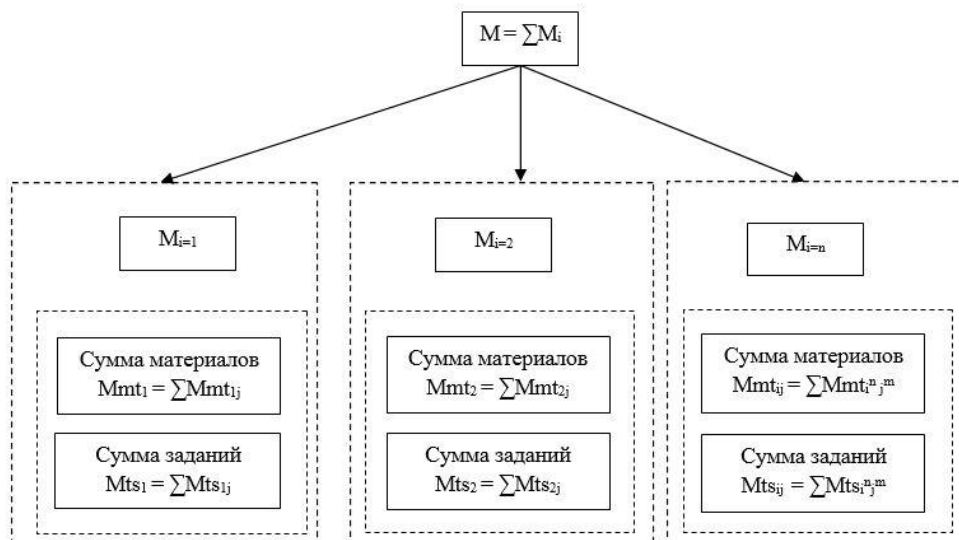 M = ∑Mᵢ
Mᵢ₌₁
Mᵢ₌₂
Mᵢ₌ₙ
Сумма материалов
Mmt₁ = ∑Mmt₁ⱼ
Сумма заданий
Mts₁ = ∑Mts₁ⱼ
Сумма материалов
Mmt₂ = ∑Mmt₂ⱼ
Сумма заданий
Mts₂ = ∑Mts₂ⱼ
Сумма материалов
Mmtᵢⱼ = ∑Mmtᵢⁿⱼᵐ
Сумма заданий
Mtsᵢⱼ = ∑Mtsᵢⁿⱼᵐ